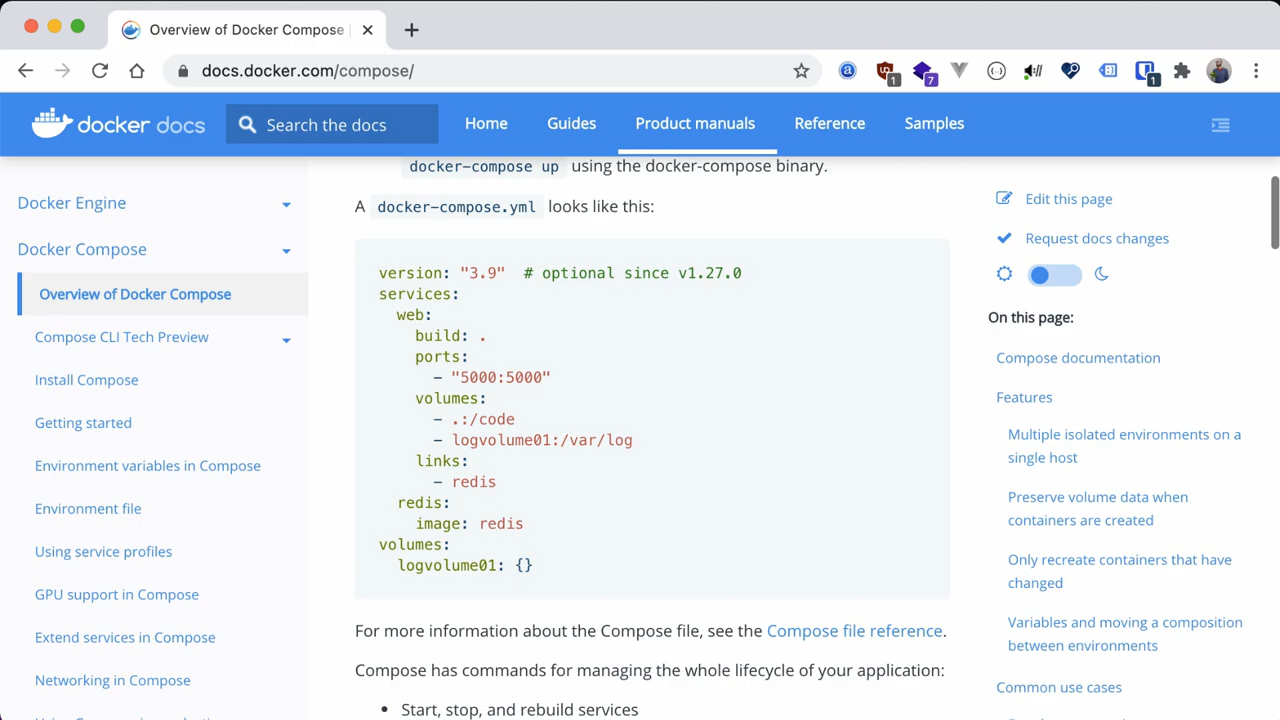 Overview of Docker Compose
docs.docker.com/compose/
1
7
1
docker docs
Search the docs
Home
Guides
Product manuals
Reference
Samples
Docker Engine
Docker Compose
Overview of Docker Compose
Compose CLI Tech Preview
Install Compose
Getting started
Environment variables in Compose
Environment file
Using service profiles
GPU support in Compose
Extend services in Compose
Networking in Compose
docker-compose up using the docker-compose binary.
A docker-compose.yml looks like this:
version: "3.9" # optional since v1.27.0
services:
web:
build: .
ports:
- "5000:5000"
volumes:
- .:/code
- logvolume01:/var/log
links:
- redis
redis:
image: redis
volumes:
logvolume01: {}
For more information about the Compose file, see the Compose file reference.
Compose has commands for managing the whole lifecycle of your application:
• Start, stop, and rebuild services
Edit this page
Request docs changes
On this page:
Compose documentation
Features
Multiple isolated environments on a
single host
Preserve volume data when
containers are created
Only recreate containers that have
changed
Variables and moving a composition
between environments
Common use cases